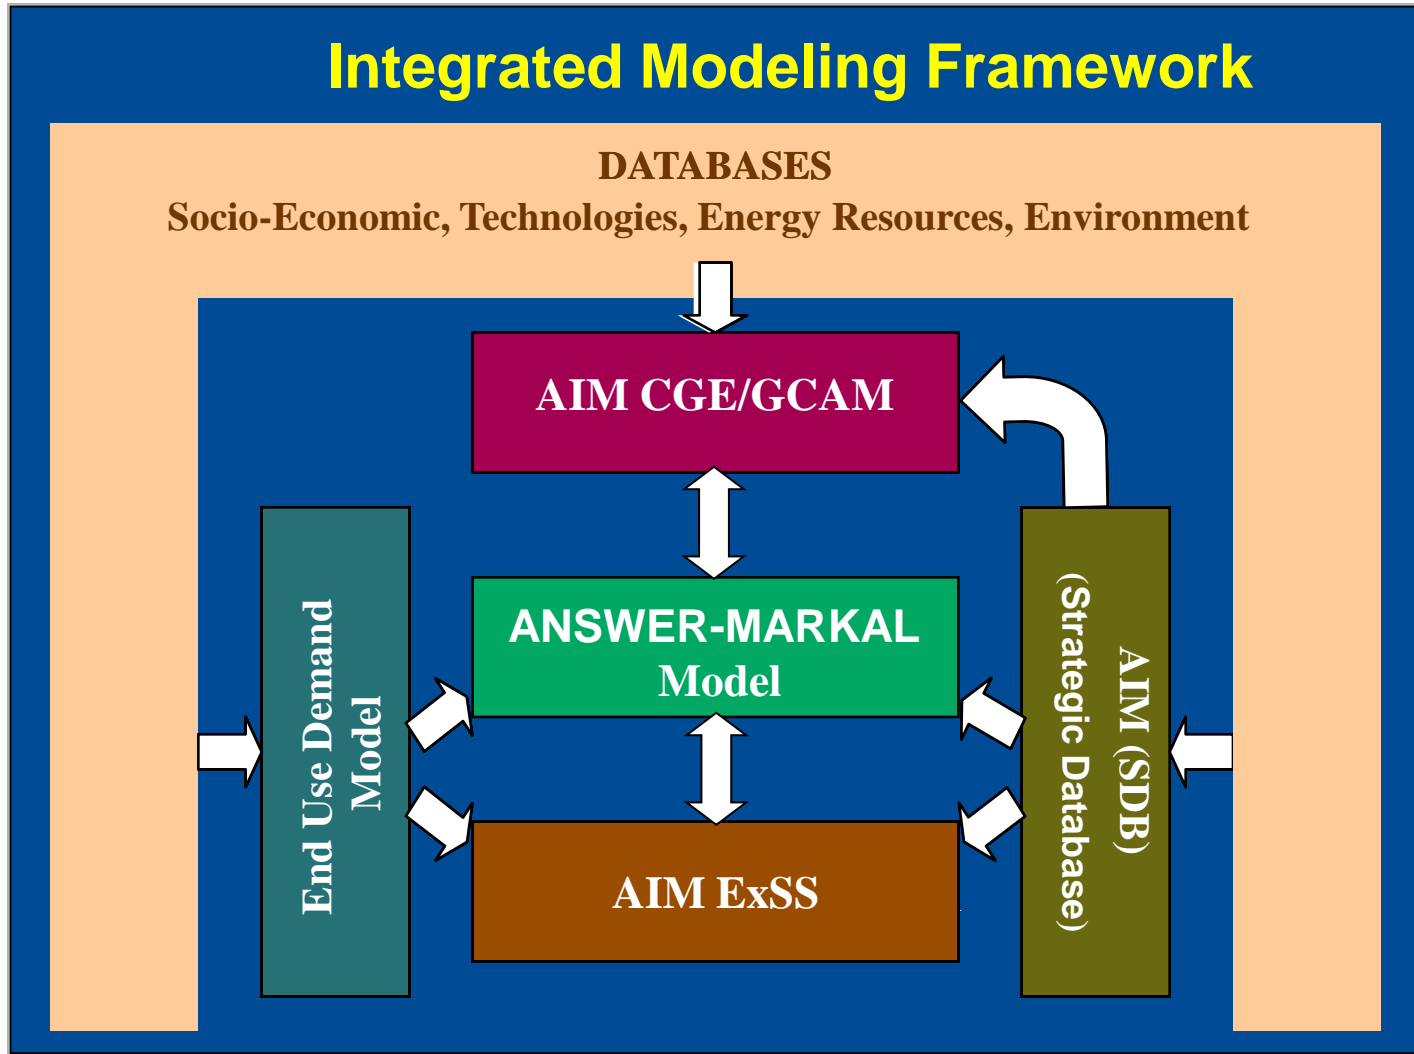 Integrated Modeling Framework
DATABASES
Socio-Economic, Technologies, Energy Resources, Environment
AIM CGE/GCAM
End Use Demand
Model
ANSWER-MARKAL
Model
AIM (SDB)
(Strategic Database)
AIM ExSS